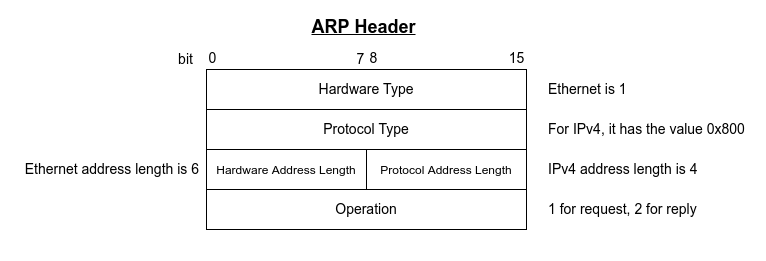 ARP Header
bit 0 7 8 15
Hardware Type Ethernet is 1
Protocol Type For IPv4, it has the value 0x800
Ethernet address length is 6 Hardware Address Length Protocol Address Length IPv4 address length is 4
Operation 1 for request, 2 for reply